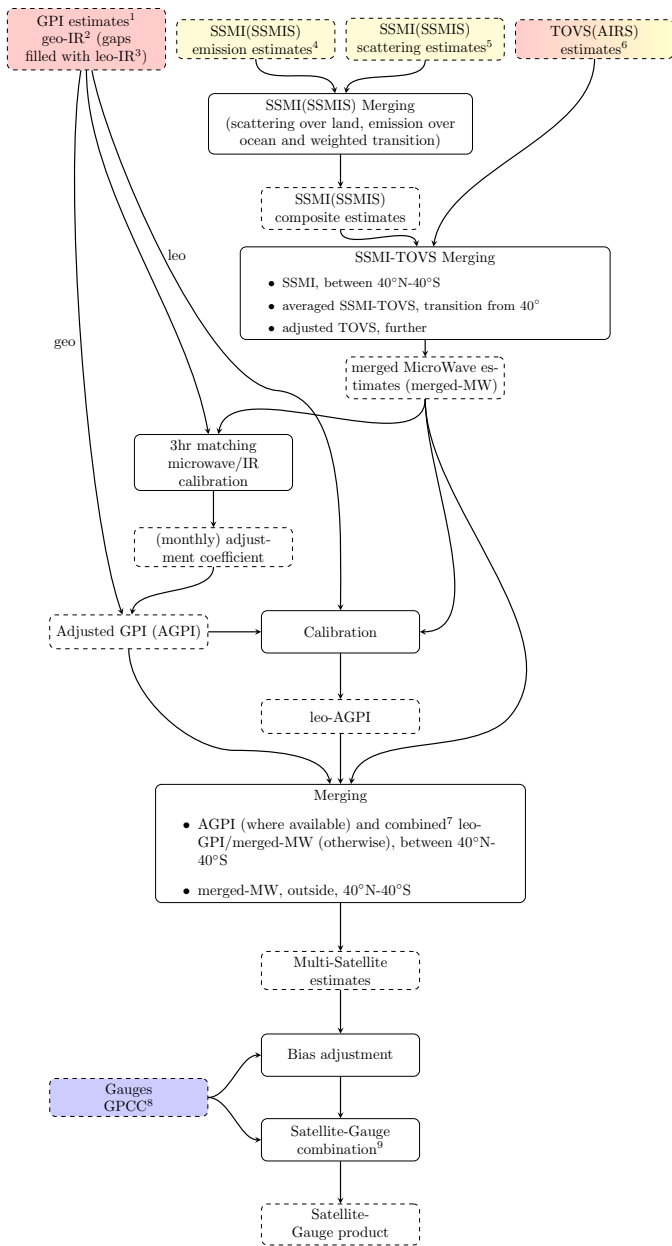 GPI estimates¹
geo-IR² (gaps
filled with leo-IR³)
SSMI(SSMIS)
emission estimates⁴
SSMI(SSMIS)
scattering estimates⁵
TOVS(AIRS)
estimates⁶
SSMI(SSMIS) Merging
(scattering over land, emission over
ocean and weighted transition)
SSMI(SSMIS)
composite estimates
leo
SSMI-TOVS Merging
• SSMI, between 40°N-40°S
• averaged SSMI-TOVS, transition from 40°
• adjusted TOVS, further
geo
merged MicroWave es-
timates (merged-MW)
3hr matching
microwave/IR
calibration
(monthly) adjust-
ment coefficient
Adjusted GPI (AGPI)
Calibration
leo-AGPI
Merging
• AGPI (where available) and combined⁷ leo-
GPI/merged-MW (otherwise), between 40°N-
40°S
• merged-MW, outside, 40°N-40°S
Multi-Satellite
estimates
Bias adjustment
Gauges
GPCC⁸
Satellite-Gauge
combination⁹
Satellite-
Gauge product